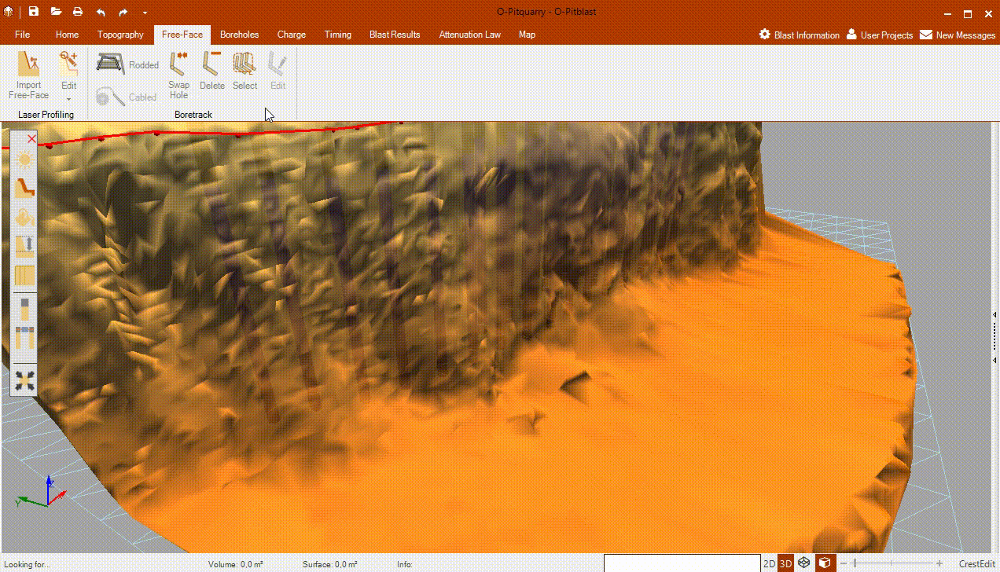 O-Pitquarry - O-Pitblast
File Home Topography Free-Face Boreholes Charge Timing Blast Results Attenuation Law Map Blast Information User Projects New Messages
Import Free-Face
Edit
Rodded
Cabled
Swap Hole
Delete
Select
Edit
Laser Profiling Boretrack
Z
Y
Looking for... Volume: 0,0 m³ Surface: 0,0 m² Info: 2D 3D CrestEdit